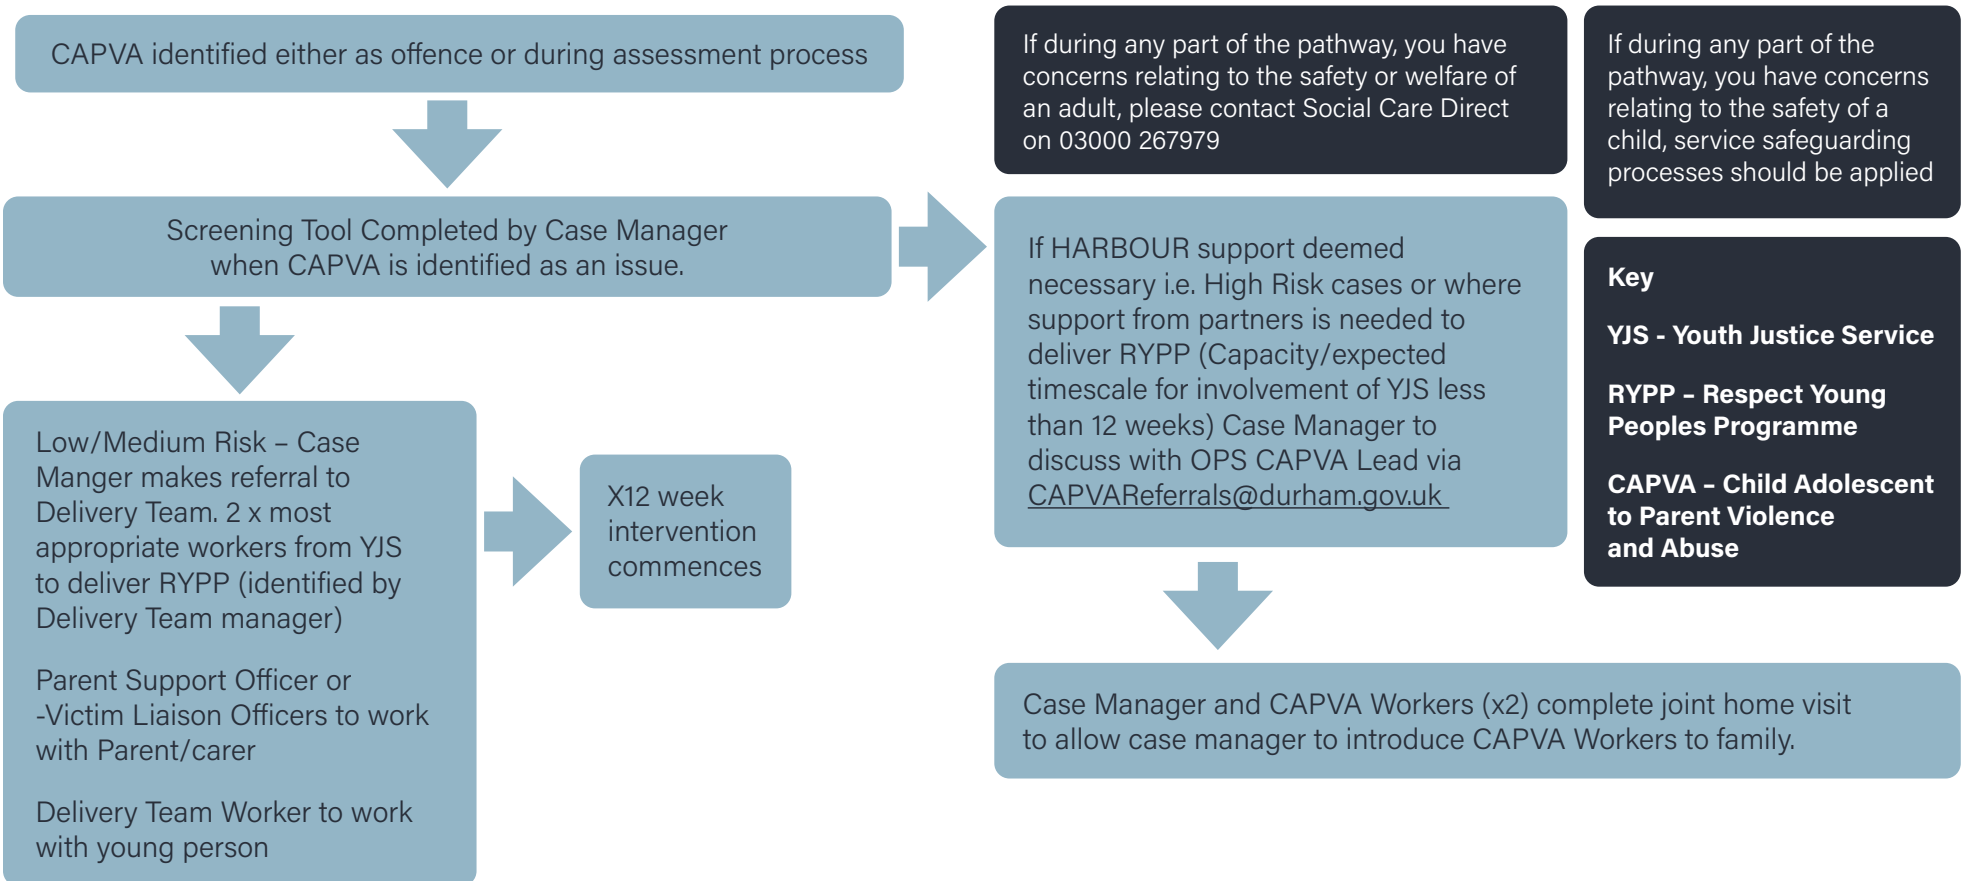 CAPVA identified either as offence or during assessment process
If during any part of the pathway, you have
concerns relating to the safety or welfare of
an adult, please contact Social Care Direct
on 03000 267979
If during any part of the
pathway, you have concerns
relating to the safety of a
child, service safeguarding
processes should be applied
Screening Tool Completed by Case Manager
when CAPVA is identified as an issue.
If HARBOUR support deemed
necessary i.e. High Risk cases or where
support from partners is needed to
deliver RYPP (Capacity/expected
timescale for involvement of YJS less
than 12 weeks) Case Manager to
discuss with OPS CAPVA Lead via
CAPVAReferrals@durham.gov.uk
Key
YJS - Youth Justice Service
RYPP – Respect Young
Peoples Programme
CAPVA – Child Adolescent
to Parent Violence
and Abuse
Low/Medium Risk – Case
Manger makes referral to
Delivery Team. 2 x most
appropriate workers from YJS
to deliver RYPP (identified by
Delivery Team manager)
Parent Support Officer or
-Victim Liaison Officers to work
with Parent/carer
Delivery Team Worker to work
with young person
X12 week
intervention
commences
Case Manager and CAPVA Workers (x2) complete joint home visit
to allow case manager to introduce CAPVA Workers to family.